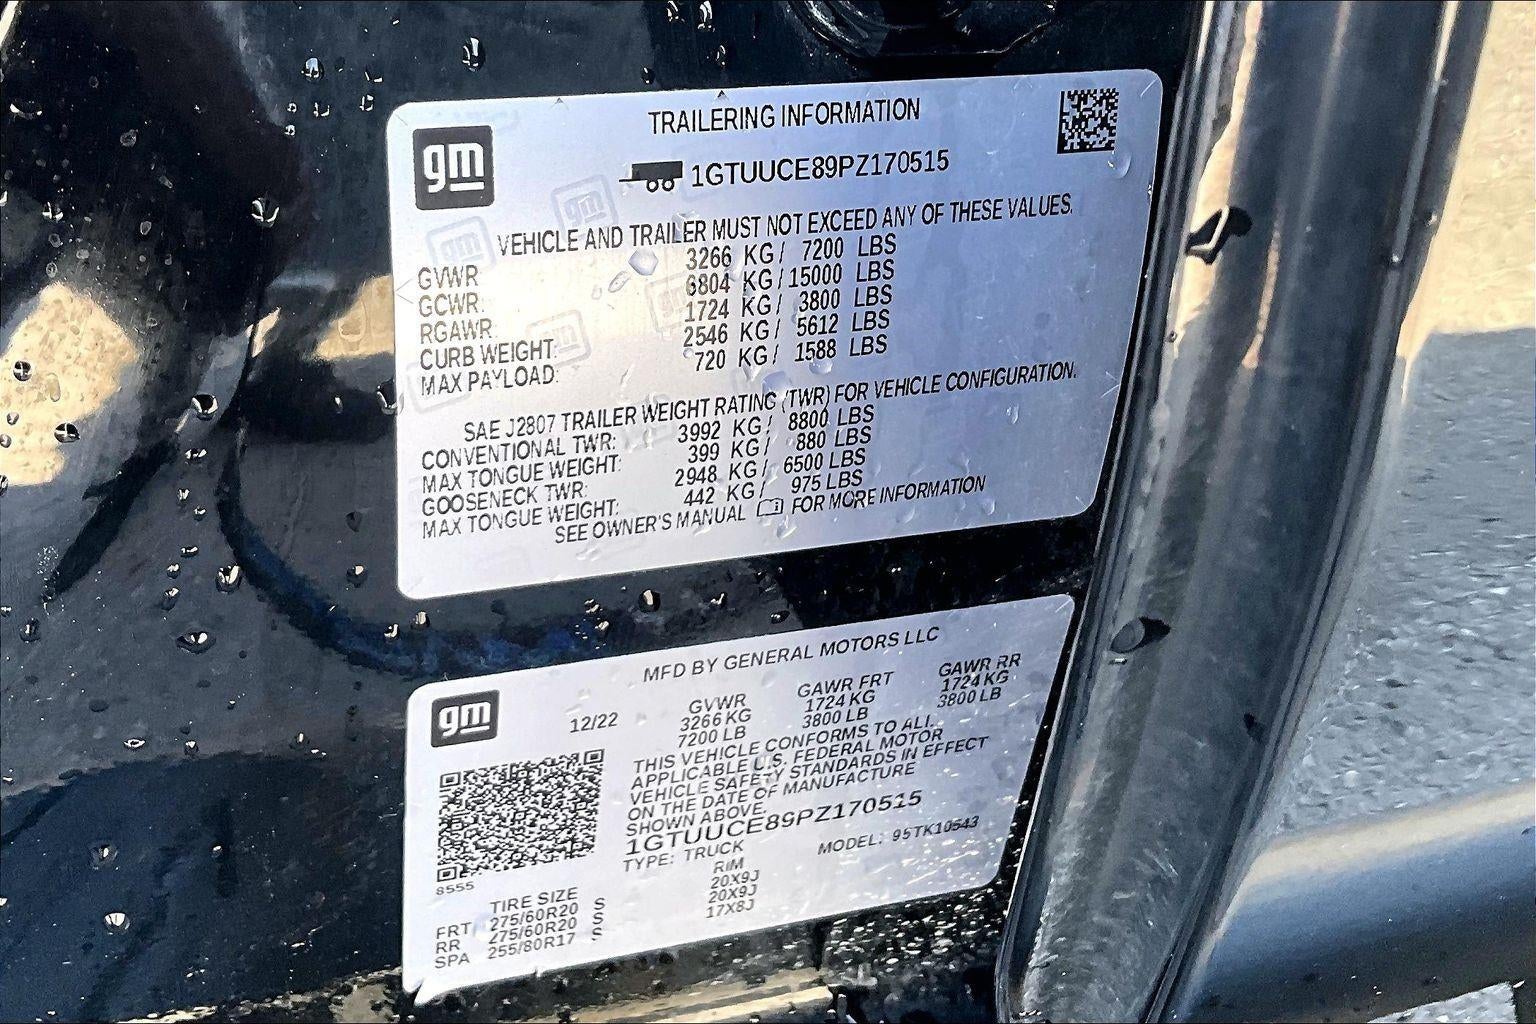 gm
TRAILERING INFORMATION
1GTUUCE89PZ170515
VEHICLE AND TRAILER MUST NOT EXCEED ANY OF THESE VALUES.
GVWR 3266 KG / 7200 LBS
GCWR: 6804 KG / 15000 LBS
RGAWR: 1724 KG / 3800 LBS
CURB WEIGHT: 2546 KG / 5612 LBS
MAX PAYLOAD: 720 KG / 1588 LBS
SAE J2807 TRAILER WEIGHT RATING (TWR) FOR VEHICLE CONFIGURATION.
CONVENTIONAL TWR: 3992 KG / 8800 LBS
MAX TONGUE WEIGHT: 399 KG / 880 LBS
GOOSENECK TWR: 2948 KG / 6500 LBS
MAX TONGUE WEIGHT: 442 KG / 975 LBS
SEE OWNER'S MANUAL FOR MORE INFORMATION
gm
MFD BY GENERAL MOTORS LLC
12/22 GVWR GAWR FRT GAWR RR
3266 KG 1724 KG 1724 KG
7200 LB 3800 LB 3800 LB
THIS VEHICLE CONFORMS TO ALL
APPLICABLE U.S. FEDERAL MOTOR
VEHICLE SAFETY STANDARDS IN EFFECT
ON THE DATE OF MANUFACTURE
SHOWN ABOVE.
1GTUUCE89PZ170515
TYPE: TRUCK MODEL: 95TK10543
8555
TIRE SIZE RIM
FRT 275/60R20 S 20X9J
RR 275/60R20 S 20X9J
SPA 255/80R17 S 17X8J